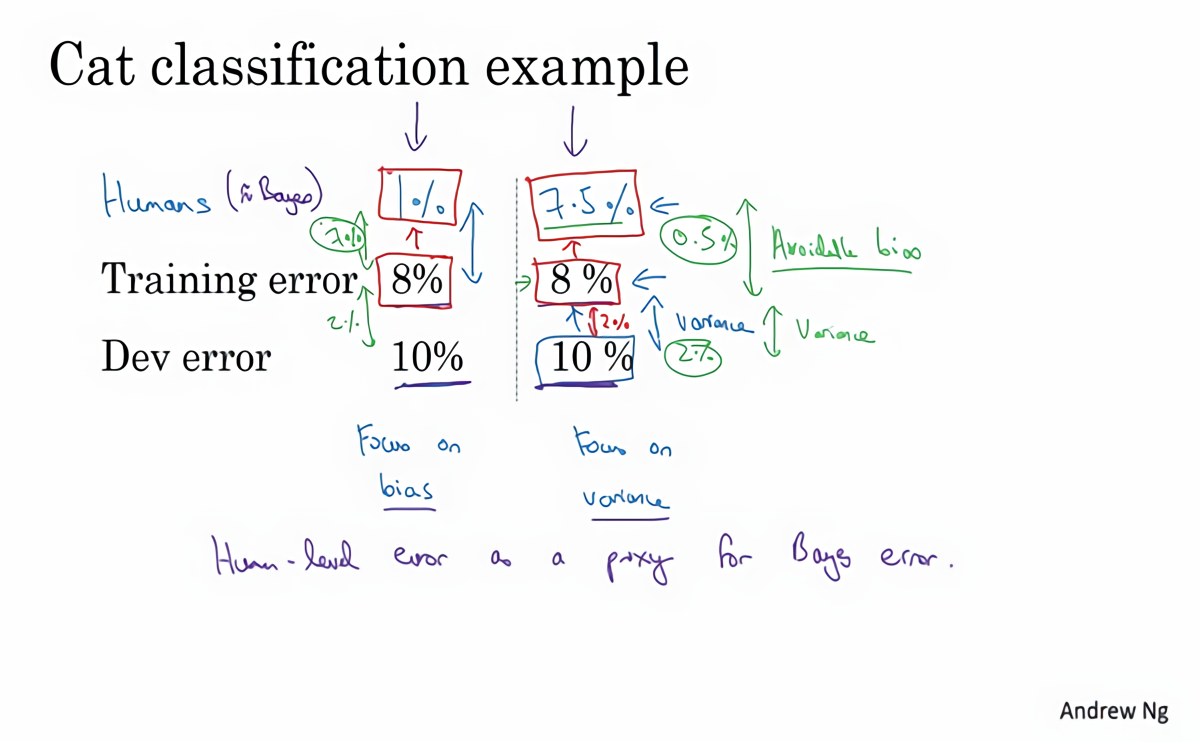 Cat classification example
Humans (≈ Bayes) 1% 7.5%
7% 0.5% Avoidable bias
Training error 8% 8 %
2% 2% Variance Variance
Dev error 10% 10 % 2%
Focus on Focus on
bias variance
Human-level error as a proxy for Bayes error.
Andrew Ng